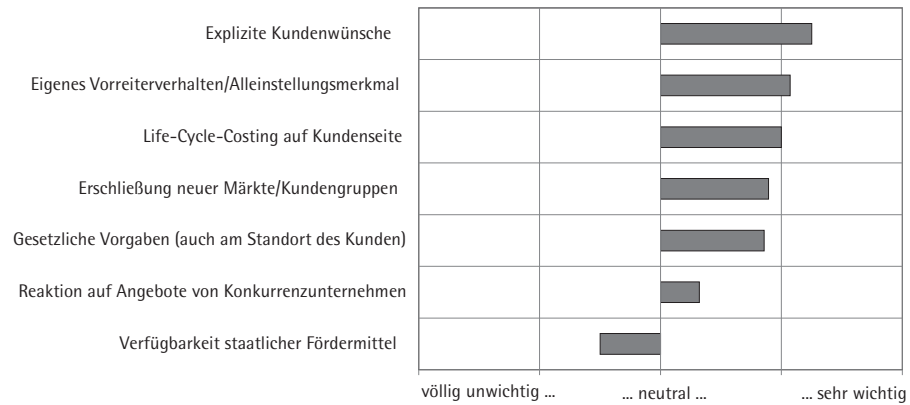 Explizite Kundenwünsche
Eigenes Vorreiterverhalten/Alleinstellungsmerkmal
Life-Cycle-Costing auf Kundenseite
Erschließung neuer Märkte/Kundengruppen
Gesetzliche Vorgaben (auch am Standort des Kunden)
Reaktion auf Angebote von Konkurrenzunternehmen
Verfügbarkeit staatlicher Fördermittel
völlig unwichtig ... ... neutral ... ... sehr wichtig